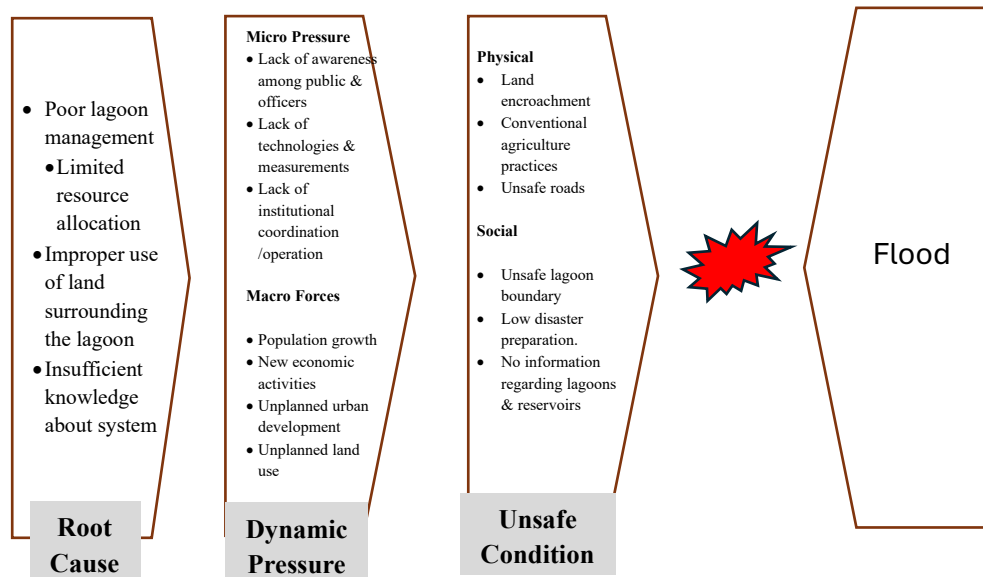 • Poor lagoon
management
• Limited
resource
allocation
• Improper use
of land
surrounding
the lagoon
• Insufficient
knowledge
about system
Root
Cause
Micro Pressure
• Lack of awareness
among public &
officers
• Lack of
technologies &
measurements
• Lack of
institutional
coordination
/operation
Macro Forces
• Population growth
• New economic
activities
• Unplanned urban
development
• Unplanned land
use
Dynamic
Pressure
Physical
• Land
encroachment
• Conventional
agriculture
practices
• Unsafe roads
Social
• Unsafe lagoon
boundary
• Low disaster
preparation.
• No information
regarding lagoons
& reservoirs
Unsafe
Condition
Flood